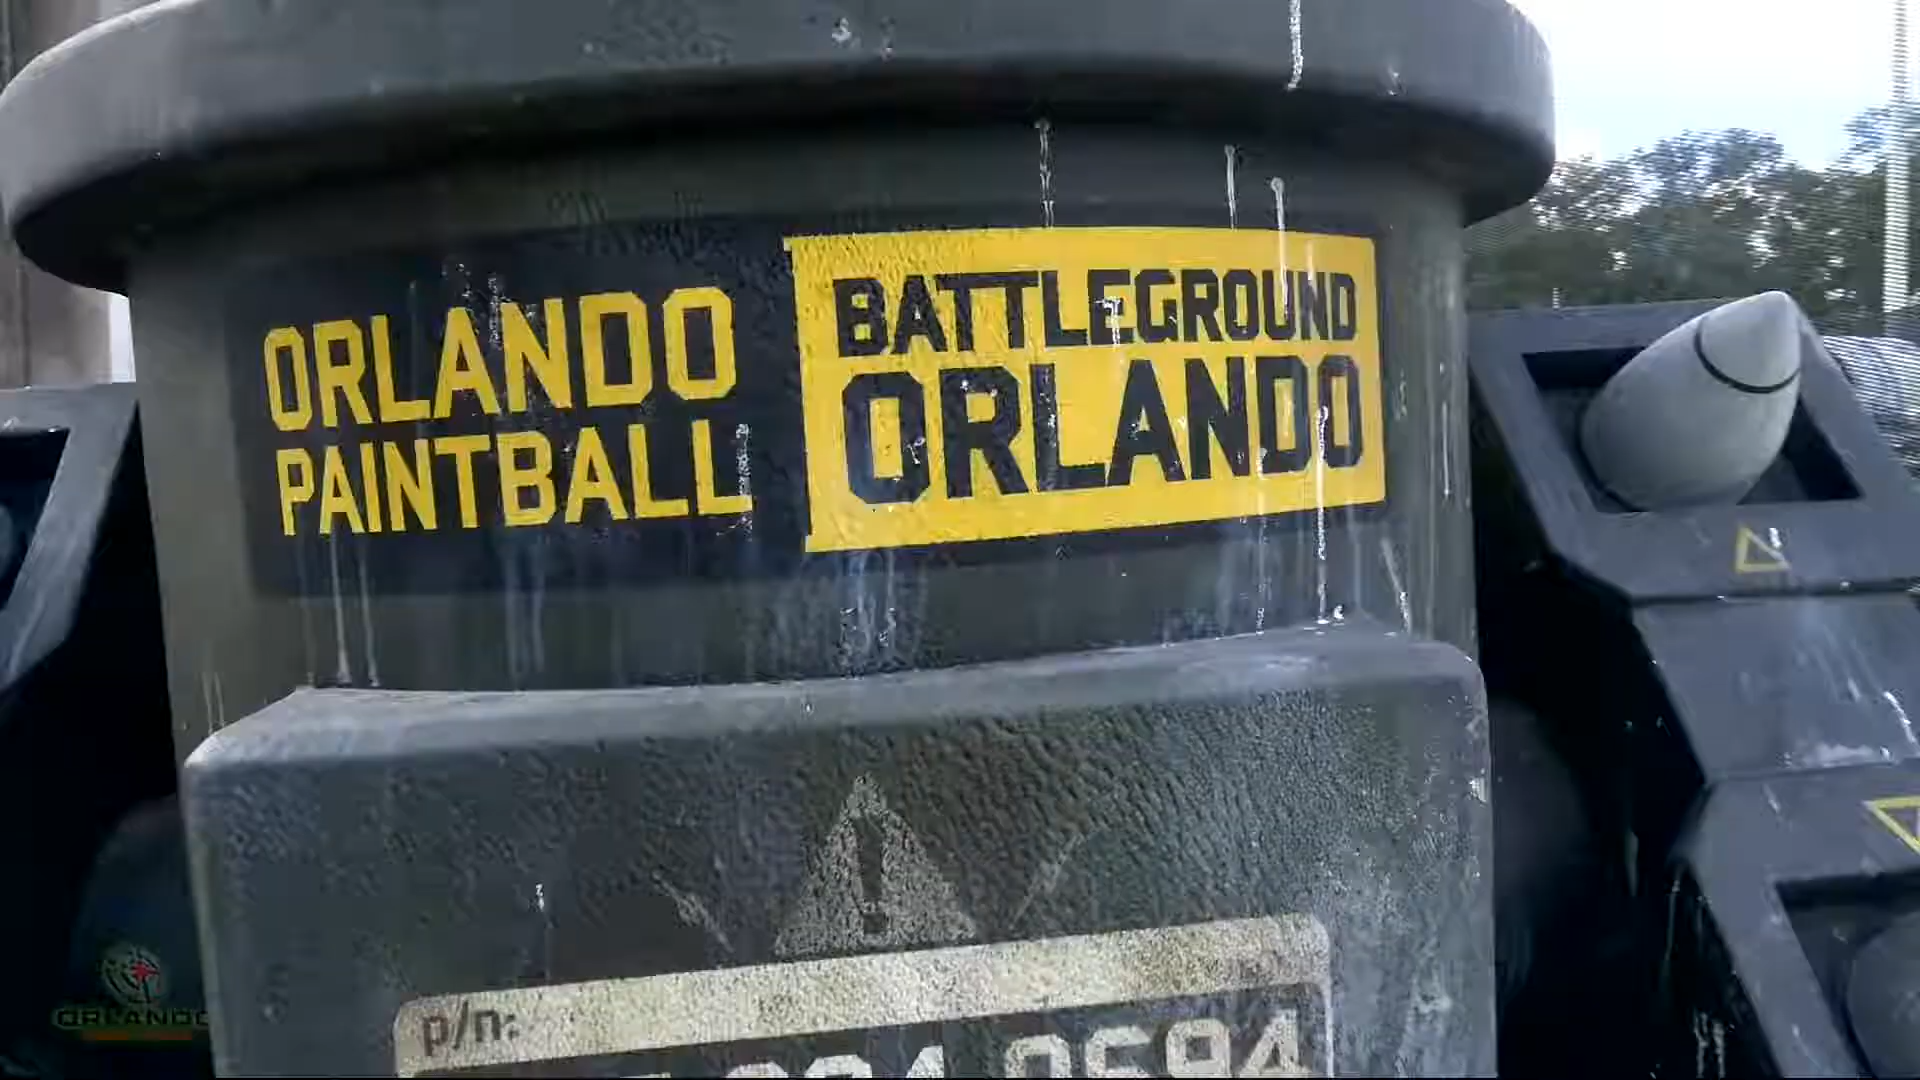 ORLANDO
PAINTBALL
BATTLEGROUND
ORLANDO
p/n:
ORLANDO